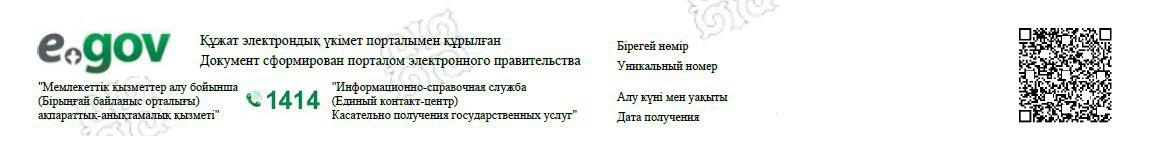 e.gov
Құжат электрондық үкімет порталымен құрылған
Документ сформирован порталом электронного правительства
"Мемлекеттік қызметтер алу бойынша
(Бірыңғай байланыс орталығы)
ақпараттық-анықтамалық қызметі"
1414
"Информационно-справочная служба
(Единый контакт-центр)
Касательно получения государственных услуг"
Бірегей нөмір
Уникальный номер
Алу күні мен уақыты
Дата получения